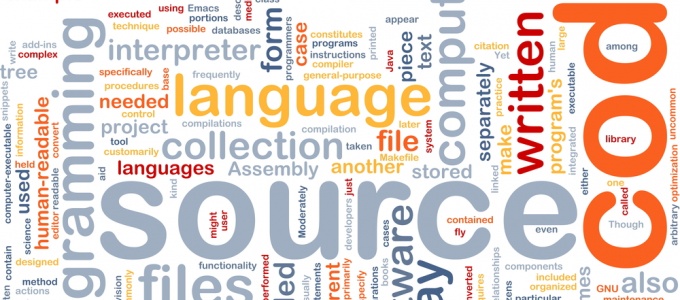 executed
using Emacs
portions
technique
possible
databases
write
add-ins
complex
tree
interpreter
form
programmers
case
constitutes
programs
instructions
compiler
general-purpose
printed
appear
Java
piece
text
citation
Yet
written
human
large
executable
program's
integrated
among
code
library
uncommon
optimization
arbitrary
specifically
base
frequently
procedures
needed
language
control
later
system
separately
practice
make
snippets
information
human-readable
convert
project
compilations
compilation
tool
collection
taken
file
Makefile
customarily
languages
Assembly
another
stored
linked
either
one
called
Though
computer-executable
held
used
science
editor
readable
aid
kind
source
might
user
Moderately
just
developers
cases
books
contained
fly
even
contain
designed
method
actions
files
functionality
primarily
components
included
organized
particular
GNU
also
maintenance